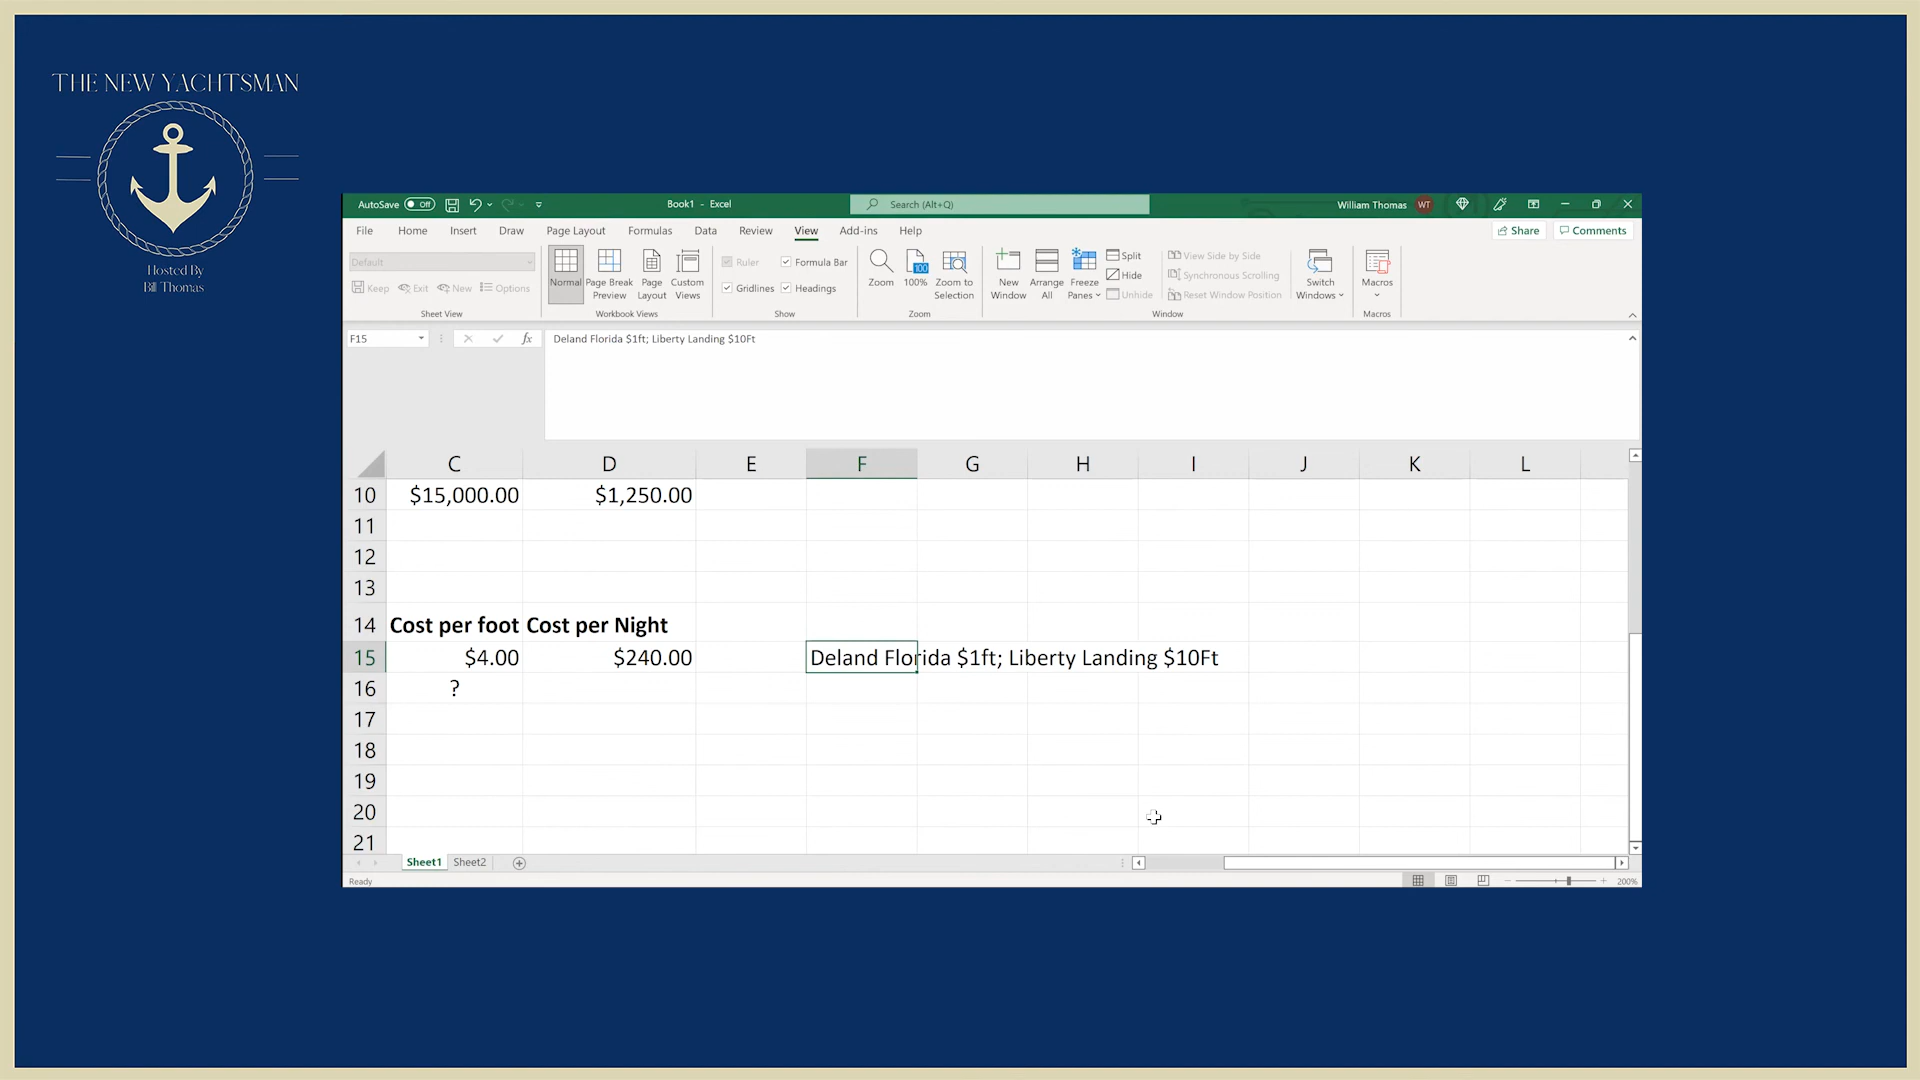 THE NEW YACHTSMAN
Hosted By
Bill Thomas
AutoSave Off Book1 - Excel Search (Alt+Q) William Thomas WT
File Home Insert Draw Page Layout Formulas Data Review View Add-ins Help Share Comments
Default
Keep Exit New Options
Sheet View
Normal Page Break Preview Page Layout Custom Views
Workbook Views
Ruler Formula Bar
Gridlines Headings
Show
Zoom 100% Zoom to Selection
Zoom
New Window Arrange All Freeze Panes
Split
Hide
Unhide
View Side by Side
Synchronous Scrolling
Reset Window Position
Switch Windows
Window
Macros
Macros
F15 fx Deland Florida $1ft; Liberty Landing $10Ft
C D E F G H I J K L
10 $15,000.00 $1,250.00
11
12
13
14 Cost per foot Cost per Night
15 $4.00 $240.00 Deland Florida $1ft; Liberty Landing $10Ft
16 ?
17
18
19
20
21
Sheet1 Sheet2
Ready 200%